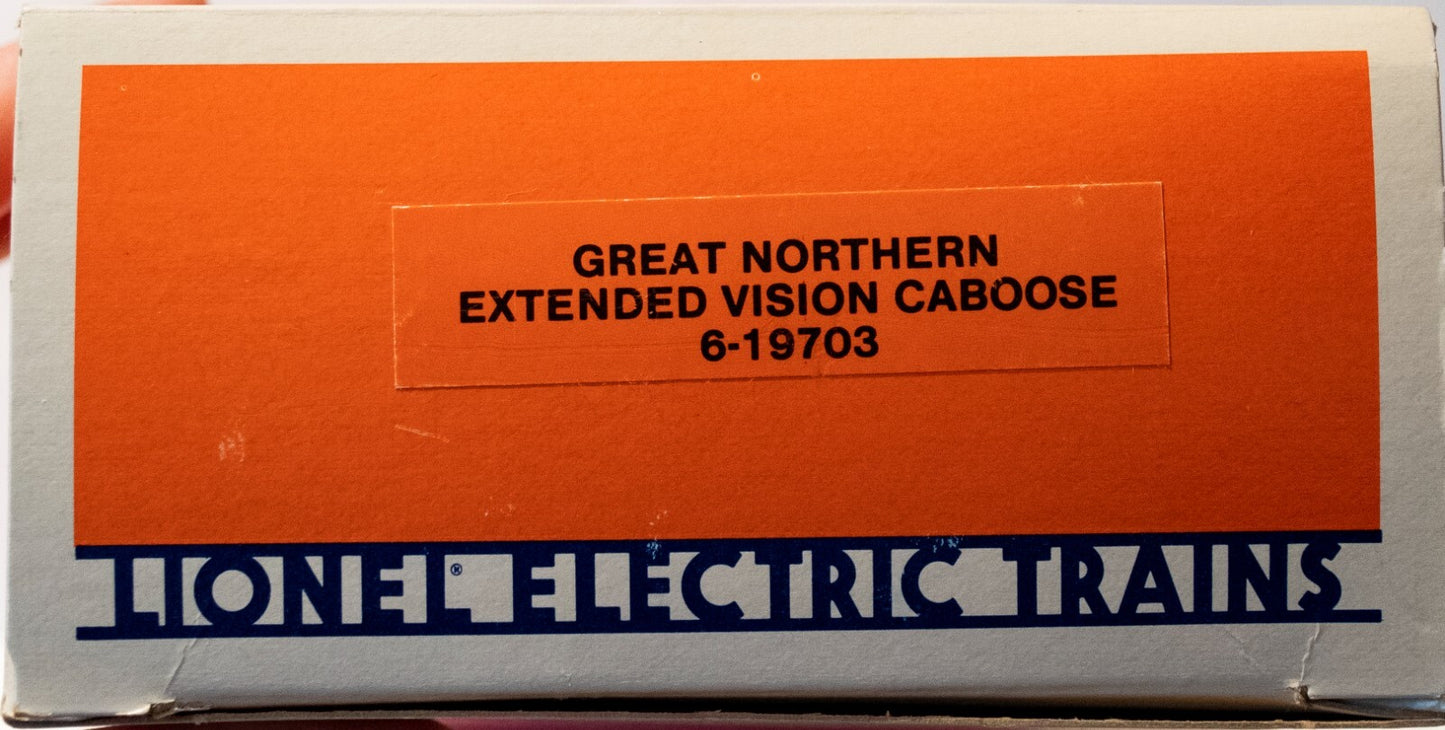 GREAT NORTHERN
EXTENDED VISION CABOOSE
6-19703
LIONEL® ELECTRIC TRAINS